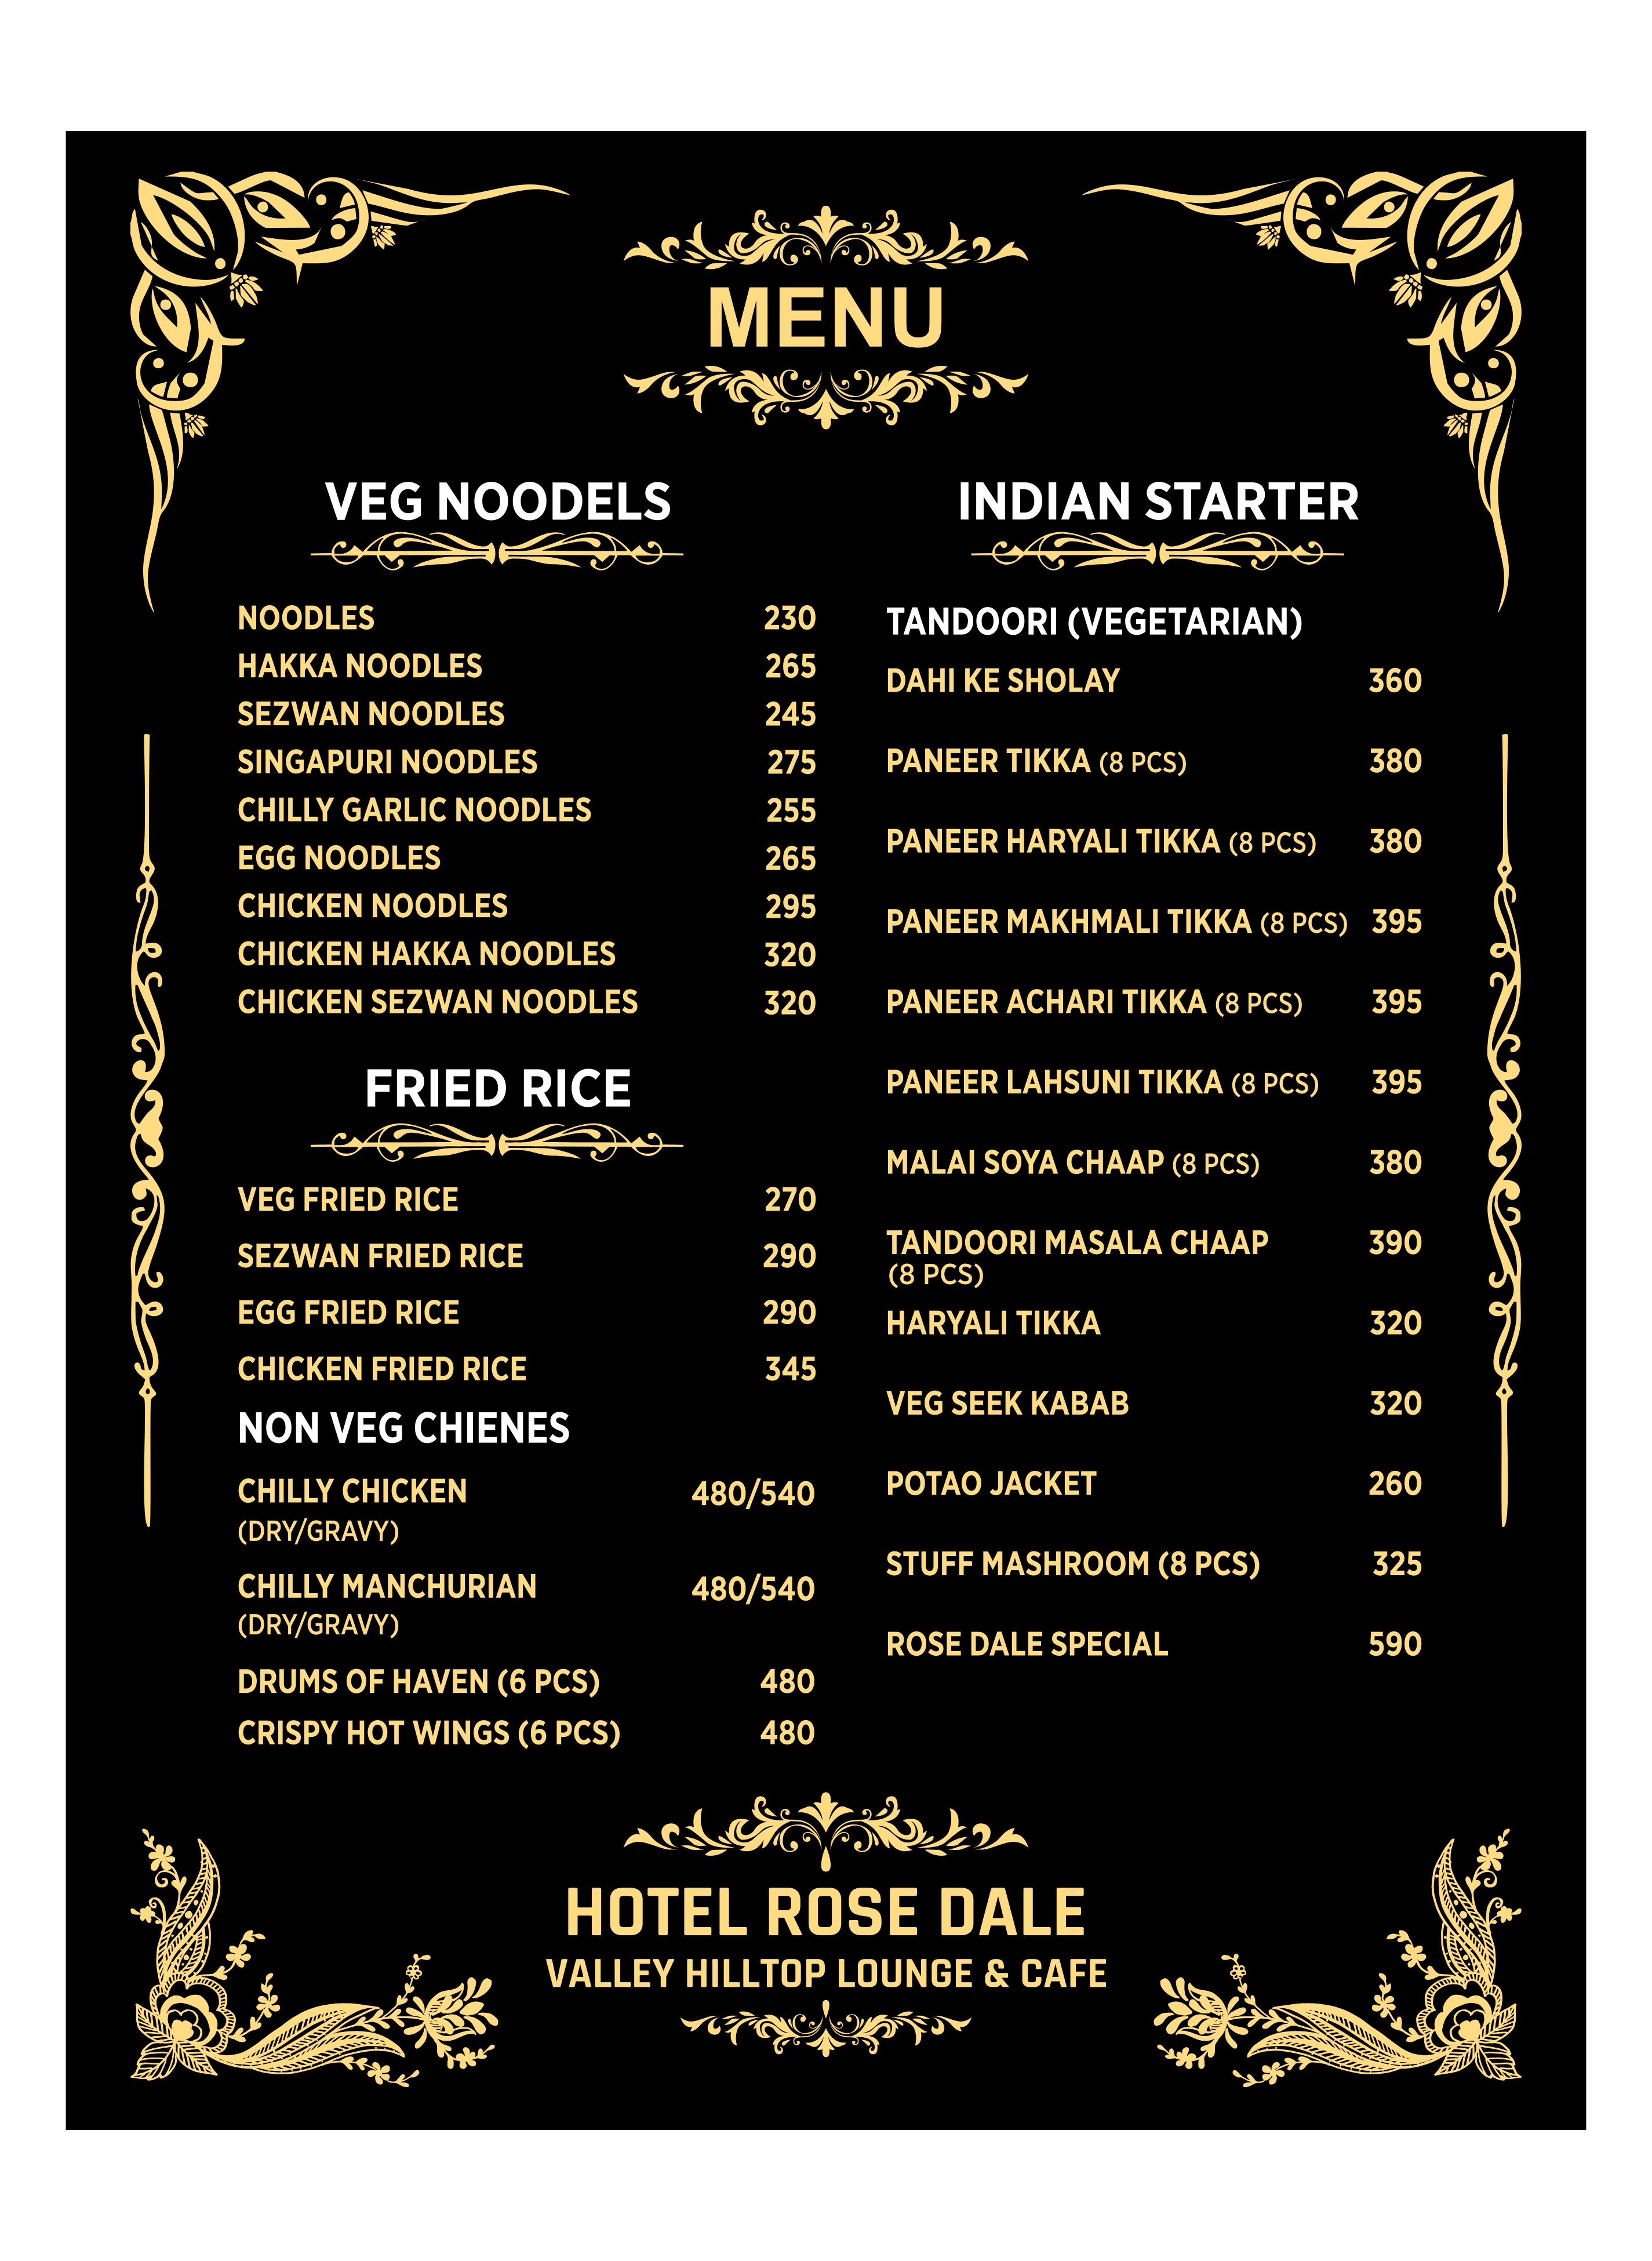 MENU
VEG NOODELS
NOODLES 230
HAKKA NOODLES 265
SEZWAN NOODLES 245
SINGAPURI NOODLES 275
CHILLY GARLIC NOODLES 255
EGG NOODLES 265
CHICKEN NOODLES 295
CHICKEN HAKKA NOODLES 320
CHICKEN SEZWAN NOODLES 320
FRIED RICE
VEG FRIED RICE 270
SEZWAN FRIED RICE 290
EGG FRIED RICE 290
CHICKEN FRIED RICE 345
NON VEG CHIENES
CHILLY CHICKEN 480/540
(DRY/GRAVY)
CHILLY MANCHURIAN 480/540
(DRY/GRAVY)
DRUMS OF HAVEN (6 PCS) 480
CRISPY HOT WINGS (6 PCS) 480
INDIAN STARTER
TANDOORI (VEGETARIAN)
DAHI KE SHOLAY 360
PANEER TIKKA (8 PCS) 380
PANEER HARYALI TIKKA (8 PCS) 380
PANEER MAKHMALI TIKKA (8 PCS) 395
PANEER ACHARI TIKKA (8 PCS) 395
PANEER LAHSUNI TIKKA (8 PCS) 395
MALAI SOYA CHAAP (8 PCS) 380
TANDOORI MASALA CHAAP 390
(8 PCS)
HARYALI TIKKA 320
VEG SEEK KABAB 320
POTAO JACKET 260
STUFF MASHROOM (8 PCS) 325
ROSE DALE SPECIAL 590
HOTEL ROSE DALE
VALLEY HILLTOP LOUNGE & CAFE